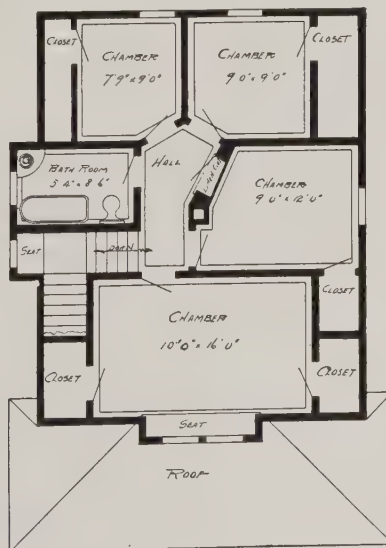 CLOSET
CHAMBER
7'9" x 9'0"
CHAMBER
9'0" x 9'0"
CLOSET
BATH ROOM
5'4" x 8'6"
HALL
LINEN
CHAMBER
9'0" x 12'0"
SEAT
DOWN
CLOSET
CHAMBER
10'0" x 16'0"
CLOSET
CLOSET
SEAT
ROOF